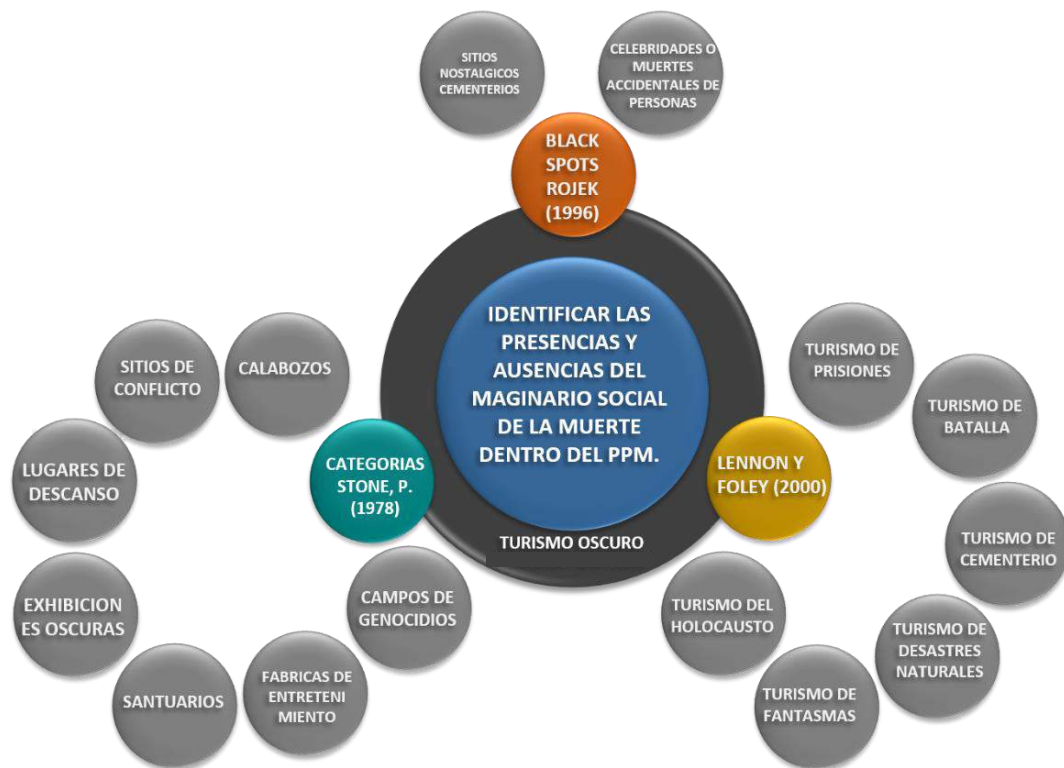 SITIOS
NOSTALGICOS
CEMENTERIOS
CELEBRIDADES O
MUERTES
ACCIDENTALES DE
PERSONAS
BLACK
SPOTS
ROJEK
(1996)
IDENTIFICAR LAS
PRESENCIAS Y
AUSENCIAS DEL
MAGINARIO SOCIAL
DE LA MUERTE
DENTRO DEL PPM.
TURISMO OSCURO
CATEGORIAS
STONE, P.
(1978)
CALABOZOS
SITIOS DE
CONFLICTO
LUGARES DE
DESCANSO
EXHIBICION
ES OSCURAS
SANTUARIOS
FABRICAS DE
ENTRETENI
MIENTO
CAMPOS DE
GENOCIDIOS
LENNON Y
FOLEY (2000)
TURISMO DE
PRISIONES
TURISMO DE
BATALLA
TURISMO DE
CEMENTERIO
TURISMO DE
DESASTRES
NATURALES
TURISMO DE
FANTASMAS
TURISMO DEL
HOLOCAUSTO